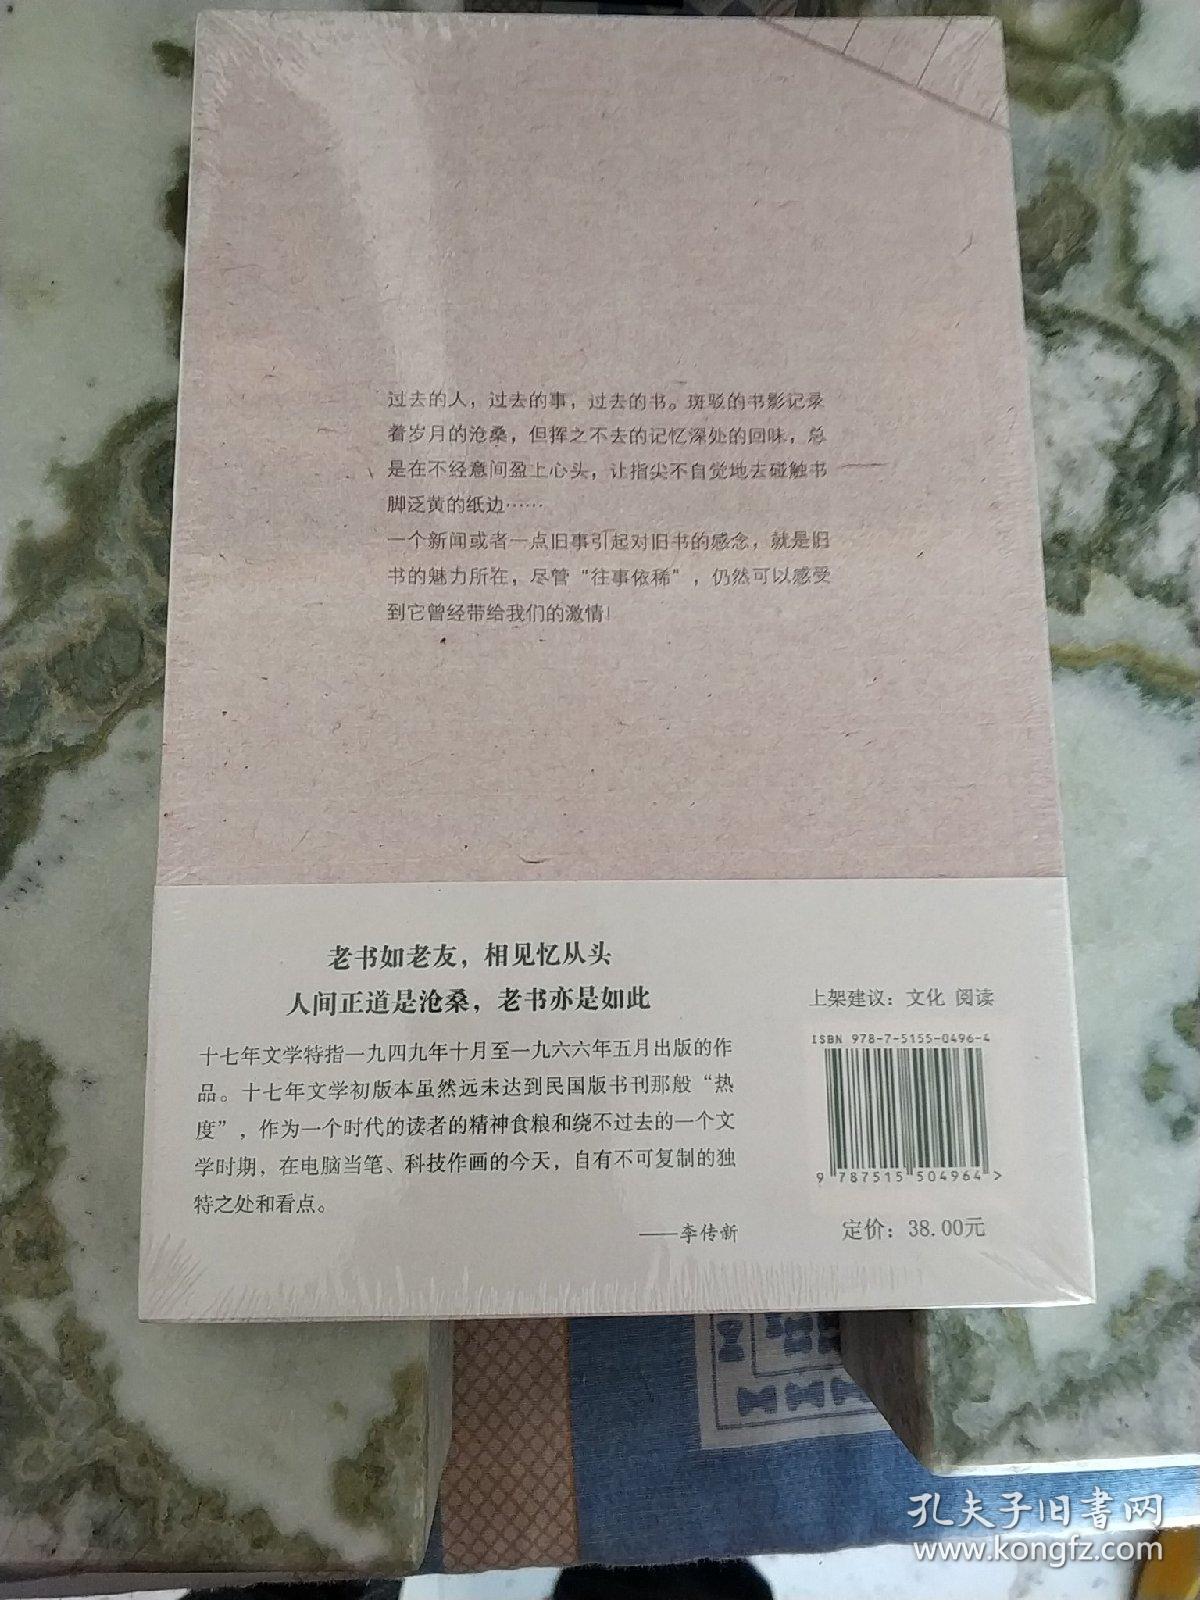 过去的人，过去的事，过去的书。斑驳的书影记录
着岁月的沧桑，但挥之不去的记忆深处的回味，总
是在不经意间盈上心头，让指尖不自觉地去碰触书
脚泛黄的纸边……
一个新闻或者一点旧事引起对旧书的感念，就是旧
书的魅力所在，尽管“往事依稀”，仍然可以感受
到它曾经带给我们的激情！
老书如老友，相见忆从头
人间正道是沧桑，老书亦是如此
十七年文学特指一九四九年十月至一九六六年五月出版的作
品。十七年文学初版本虽然远未达到民国版书刊那般“热
度”，作为一个时代的读者的精神食粮和绕不过去的一个文
学时期，在电脑当笔、科技作画的今天，自有不可复制的独
特之处和看点。
——李传新
上架建议：文化 阅读
ISBN 978-7-5155-0496-4
9 787515 504964 >
定价：38.00元
孔夫子旧书网
www.kongfz.com